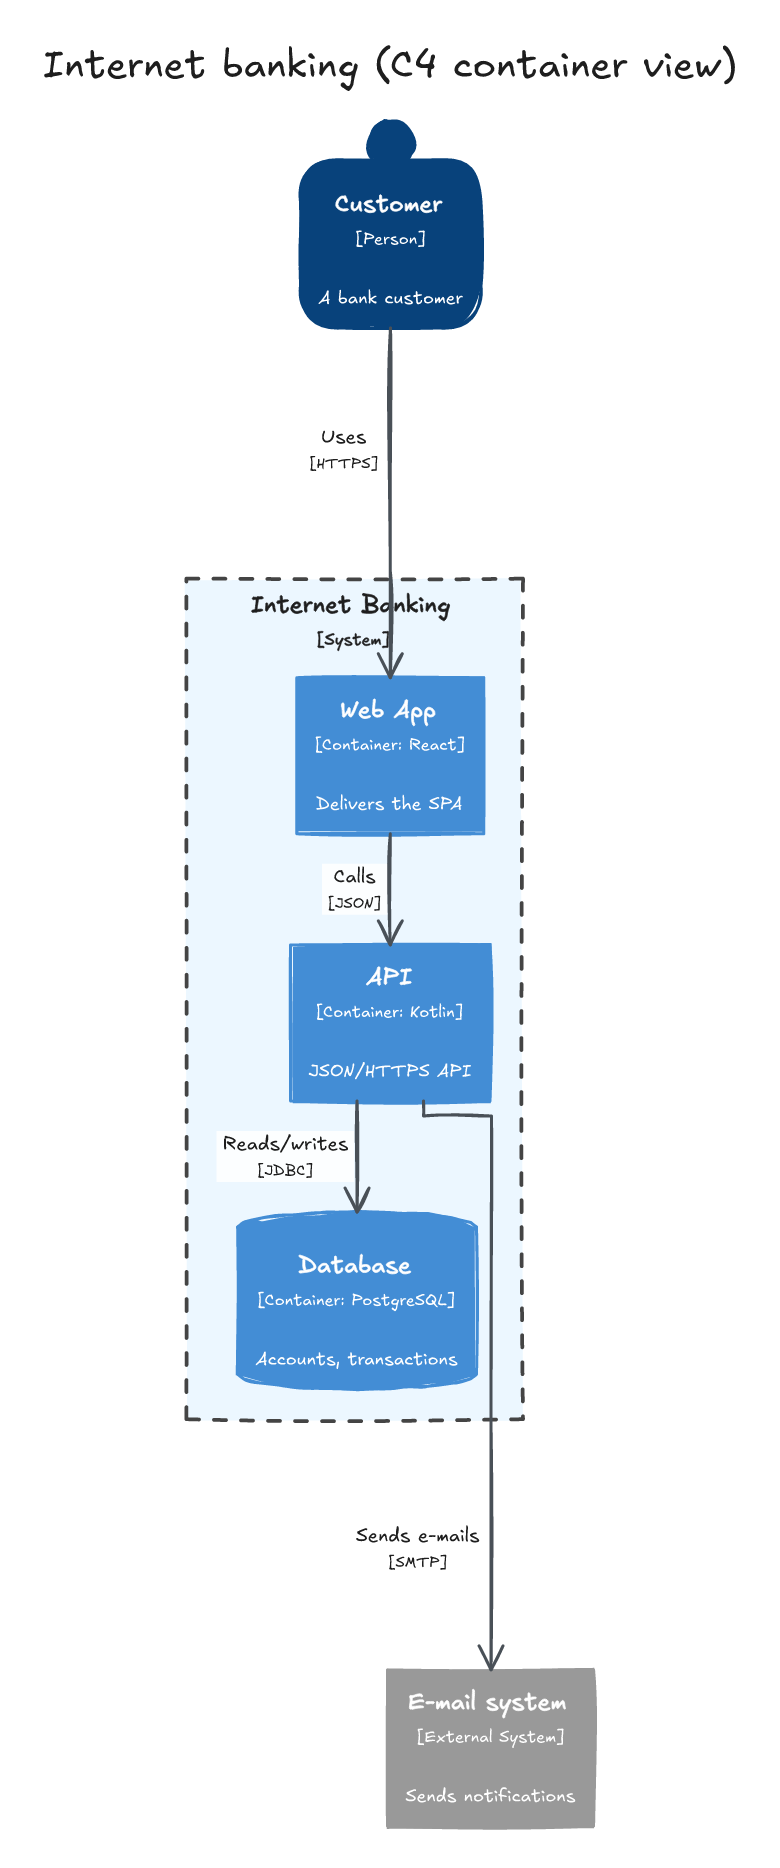 Internet banking (C4 container view)
Customer
[Person]
A bank customer
Uses
[HTTPS]
Internet Banking
[System]
Web App
[Container: React]
Delivers the SPA
Calls
[JSON]
API
[Container: Kotlin]
JSON/HTTPS API
Reads/writes
[JDBC]
Database
[Container: PostgreSQL]
Accounts, transactions
Sends e-mails
[SMTP]
E-mail system
[External System]
Sends notifications